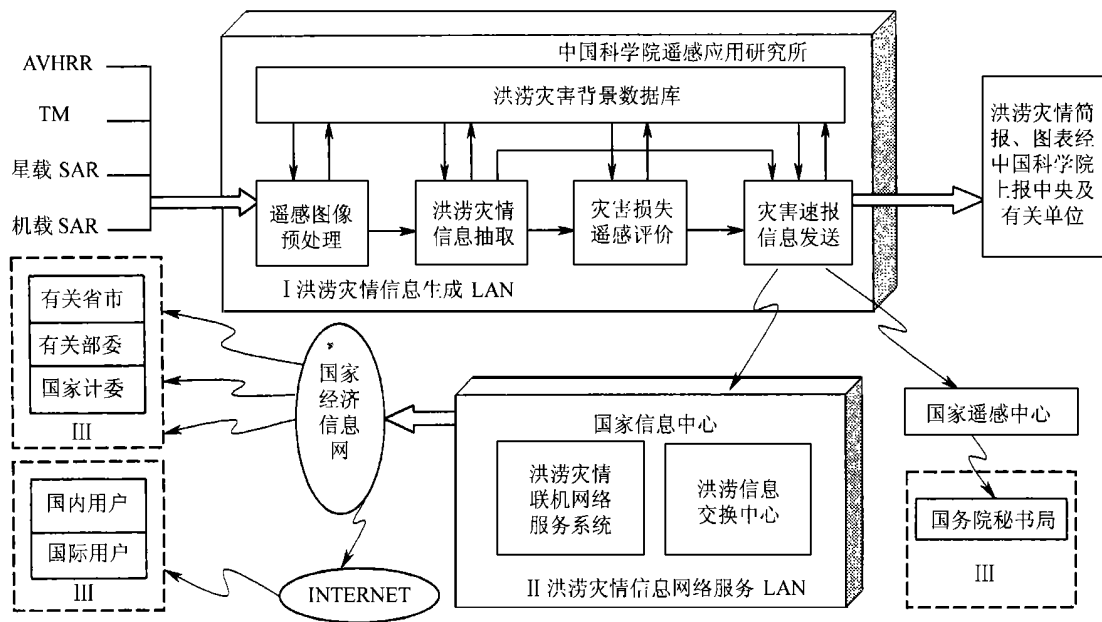 中国科学院遥感应用研究所
AVHRR
TM
星载 SAR
机载 SAR
洪涝灾害背景数据库
遥感图像
预处理
洪涝灾情
信息抽取
灾害损失
遥感评价
灾害速报
信息发送
I 洪涝灾情信息生成 LAN
洪涝灾情简
报、图表经
中国科学院
上报中央及
有关单位
有关省市
有关部委
国家计委
III
国内用户
国际用户
III
国家
经济
信息
网
INTERNET
国家信息中心
洪涝灾情
联机网络
服务系统
洪涝信息
交换中心
II 洪涝灾情信息网络服务 LAN
国家遥感中心
国务院秘书局
III